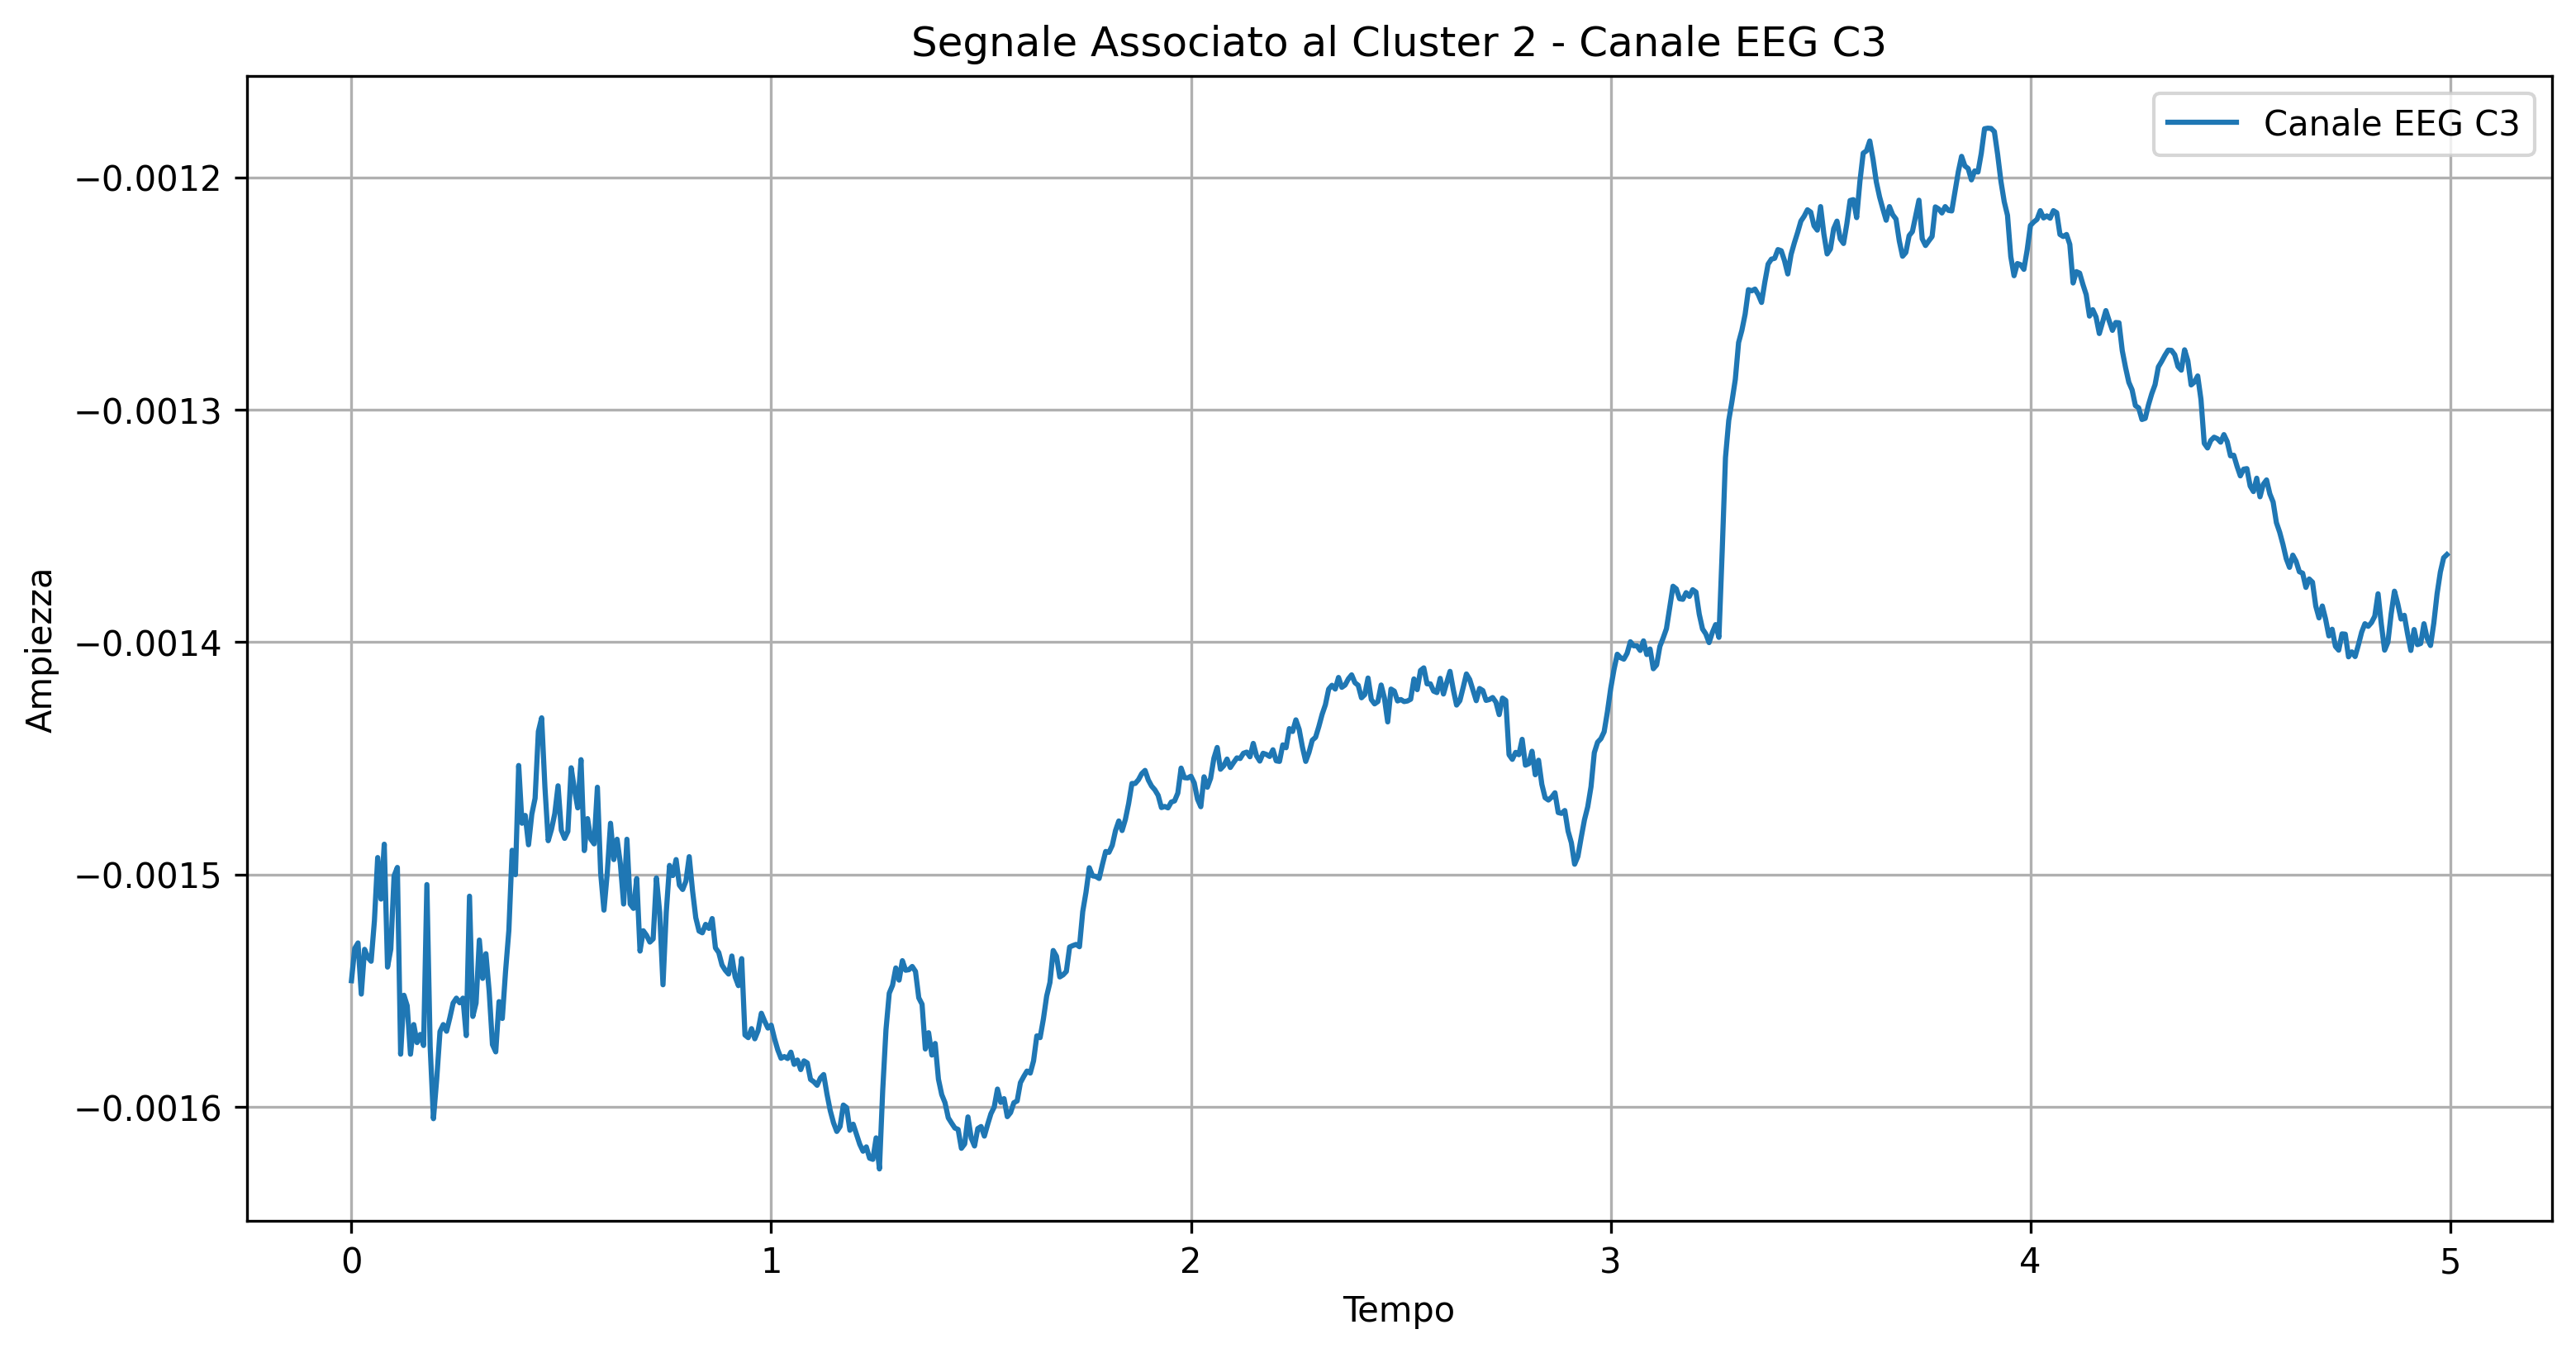 Segnale Associato al Cluster 2 - Canale EEG C3
Canale EEG C3
−0.0012
−0.0013
−0.0014
−0.0015
−0.0016
Ampiezza
0 1 2 3 4 5
Tempo